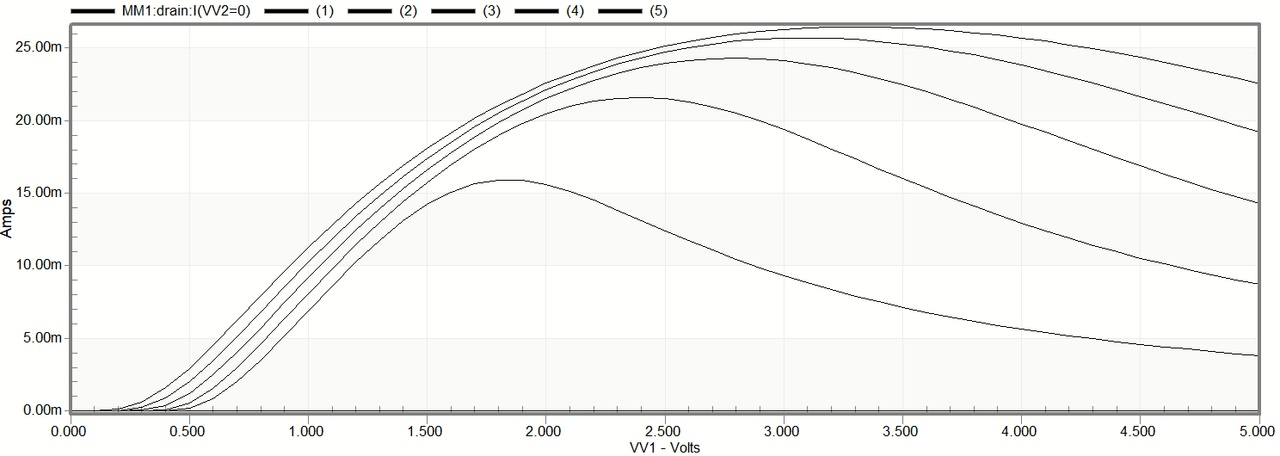 MM1:drain:I(VV2=0) (1) (2) (3) (4) (5)
25.00m
20.00m
15.00m
10.00m
5.00m
0.00m
Amps
0.000 0.500 1.000 1.500 2.000 2.500 3.000 3.500 4.000 4.500 5.000
VV1 - Volts